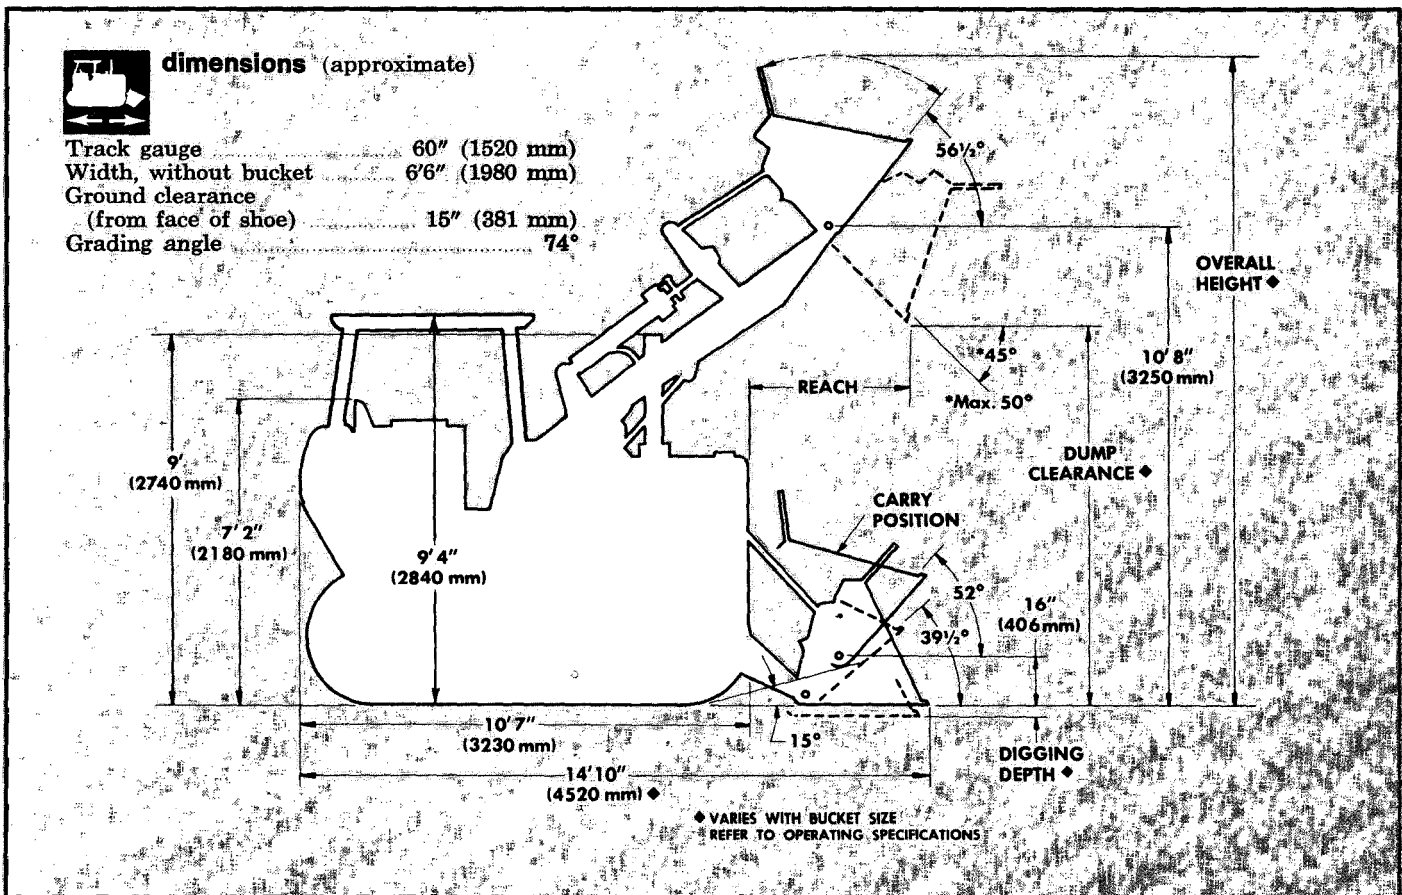 dimensions (approximate)
Track gauge 60″ (1520 mm)
Width, without bucket 6′6″ (1980 mm)
Ground clearance
(from face of shoe) 15″ (381 mm)
Grading angle 74°
56½°
OVERALL
HEIGHT ◆
*45°
*Max. 50°
10′ 8″
(3250 mm)
REACH
DUMP
CLEARANCE ◆
9′
(2740 mm)
7′ 2″
(2180 mm)
9′ 4″
(2840 mm)
CARRY
POSITION
52°
39½°
16″
(406 mm)
10′ 7″
(3230 mm)
15°
14′ 10″
(4520 mm) ◆
DIGGING
DEPTH ◆
◆ VARIES WITH BUCKET SIZE
REFER TO OPERATING SPECIFICATIONS